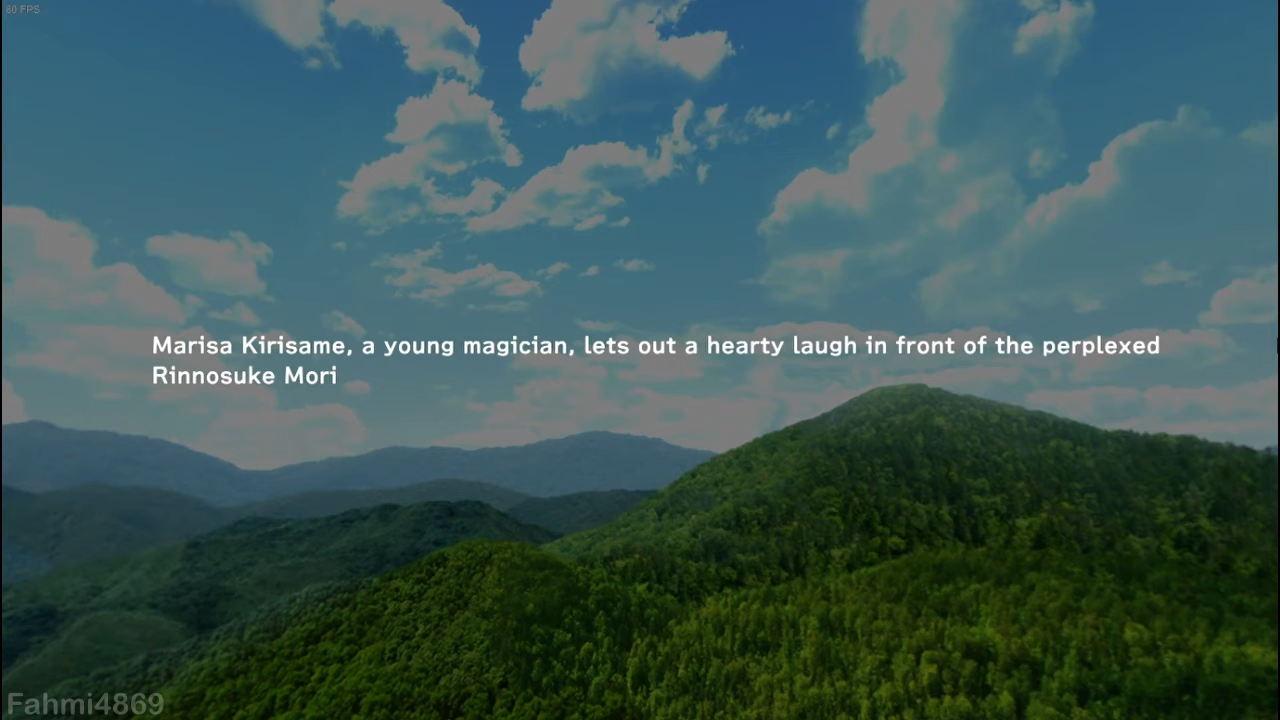 60 FPS
Marisa Kirisame, a young magician, lets out a hearty laugh in front of the perplexed
Rinnosuke Mori
Fahmi4869